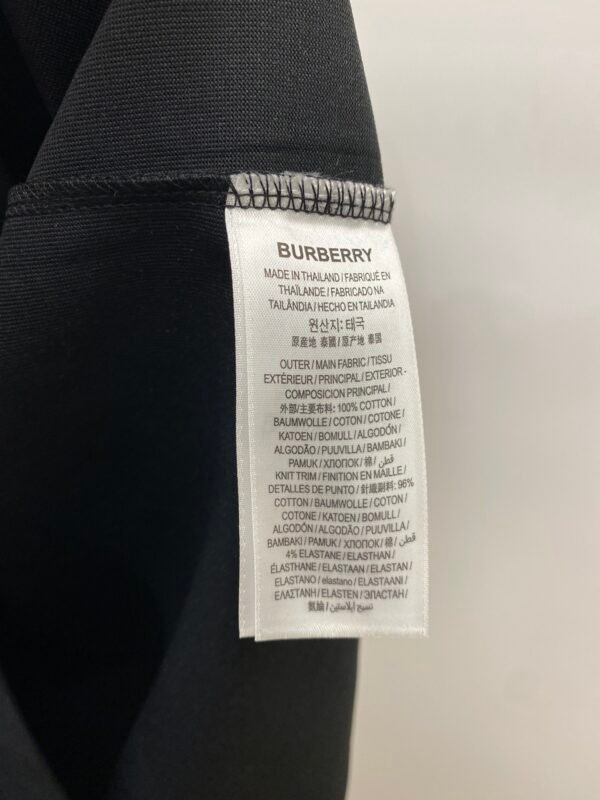 BURBERRY
MADE IN THAILAND / FABRIQUÉ EN
THAÏLANDE / FABRICADO NA
TAILÂNDIA / HECHO EN TAILANDIA
원산지: 태국
原産地 泰國 / 原产地 泰国
OUTER / MAIN FABRIC / TISSU
EXTÉRIEUR / PRINCIPAL / EXTERIOR -
COMPOSICION PRINCIPAL /
外部/主要布料: 100% COTTON /
BAUMWOLLE / COTON / COTONE /
KATOEN / BOMULL / ALGODÓN /
ALGODÃO / PUUVILLA / BAMBAKI /
PAMUK / ХЛОПОК / 棉 / قطن /
KNIT TRIM / FINITION EN MAILLE /
DETALLES DE PUNTO / 針織副料: 96%
COTTON / BAUMWOLLE / COTON /
COTONE / KATOEN / BOMULL /
ALGODÓN / ALGODÃO / PUUVILLA /
BAMBAKI / PAMUK / ХЛОПОК / 棉 / قطن
4% ELASTANE / ELASTHAN /
ÉLASTHANE / ELASTAAN / ELASTAN /
ELASTANO / elastano / ELASTAANI /
ΕΛΑΣΤΑΝΗ / ELASTEN / ЭЛАСТАН /
氨綸 / نسيج إيلاستين /